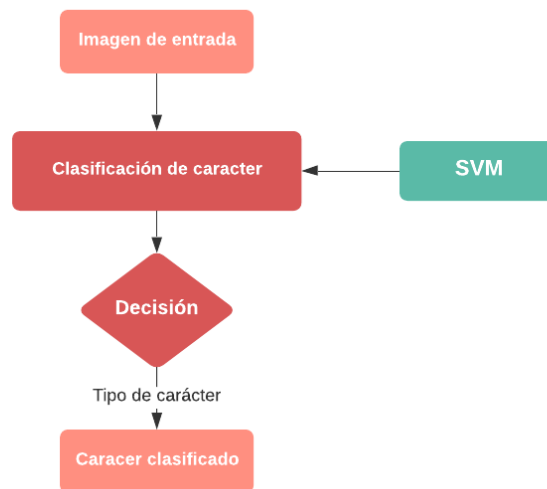 Imagen de entrada
Clasificación de caracter
SVM
Decisión
Tipo de carácter
Caracer clasificado